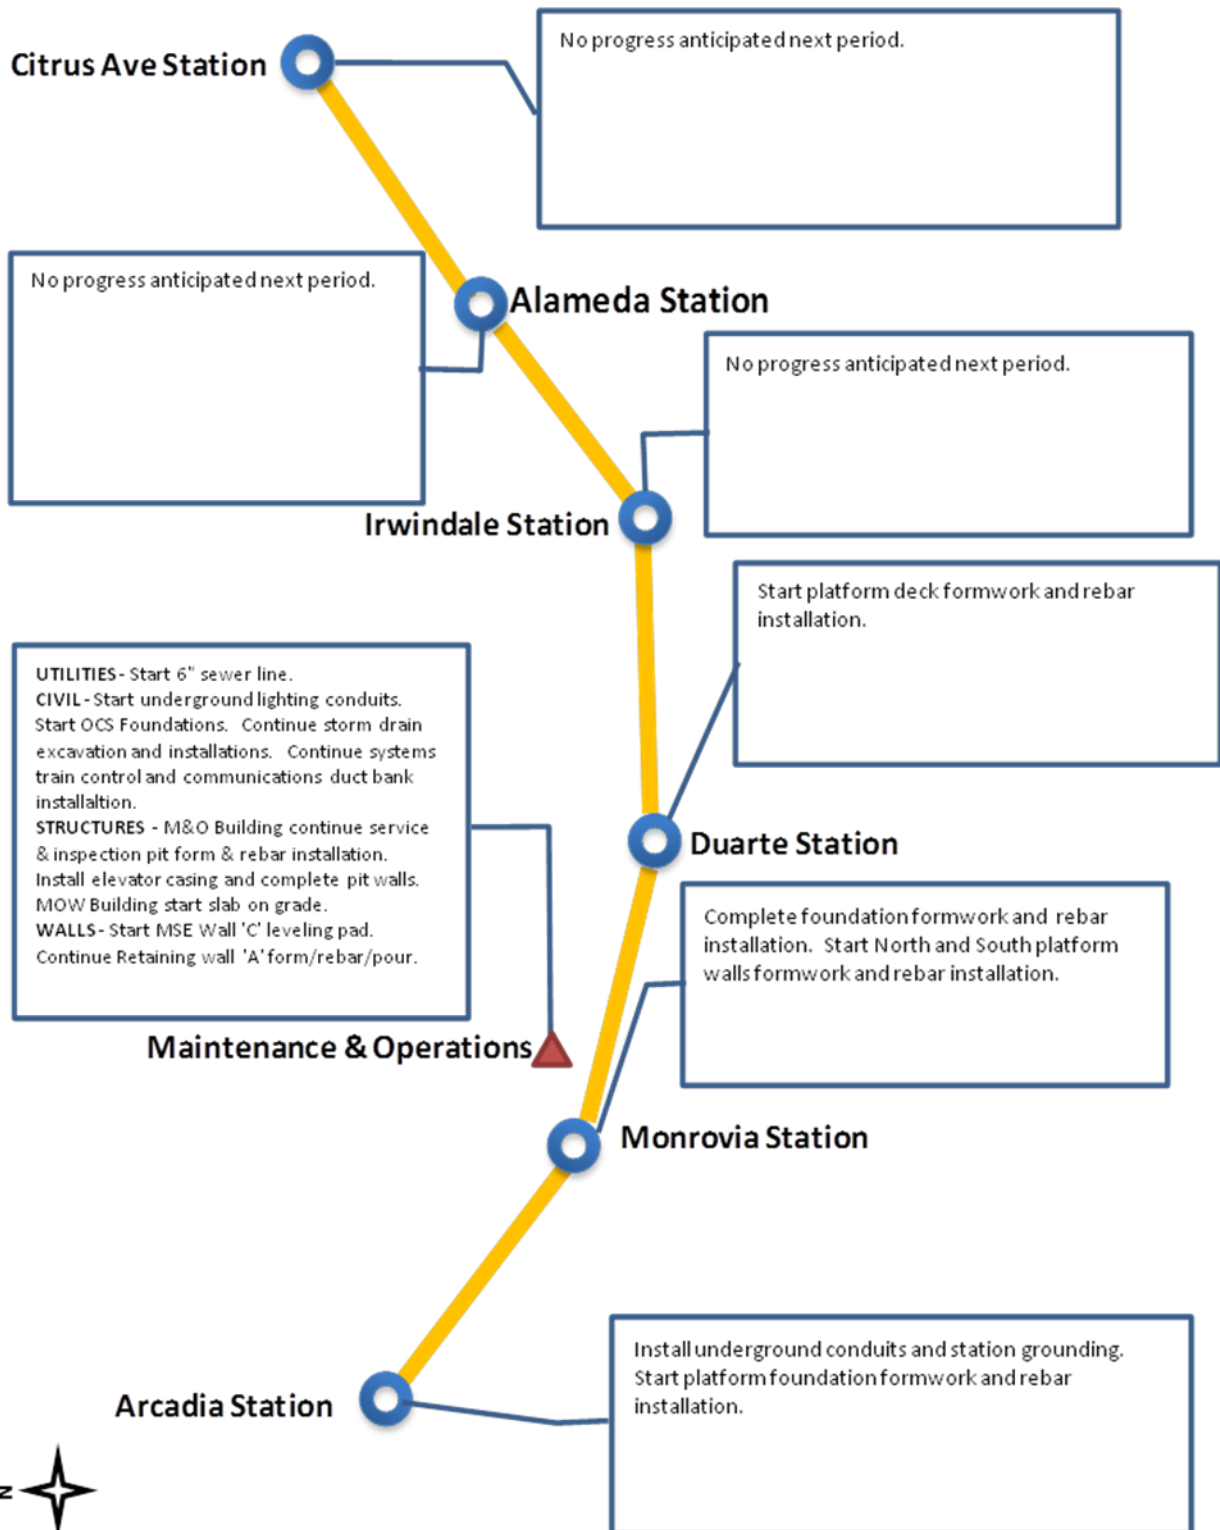 No progress anticipated next period.
Citrus Ave Station
No progress anticipated next period.
Alameda Station
No progress anticipated next period.
Irwindale Station
Start platform deck formwork and rebar
installation.
UTILITIES - Start 6" sewer line.
CIVIL - Start underground lighting conduits.
Start OCS Foundations. Continue storm drain
excavation and installations. Continue systems
train control and communications duct bank
installaltion.
STRUCTURES - M&O Building continue service
& inspection pit form & rebar installation.
Install elevator casing and complete pit walls.
MOW Building start slab on grade.
WALLS - Start MSE Wall 'C' leveling pad.
Continue Retaining wall 'A' form/rebar/pour.
Duarte Station
Complete foundation formwork and rebar
installation. Start North and South platform
walls formwork and rebar installation.
Maintenance & Operations
Monrovia Station
Install underground conduits and station grounding.
Start platform foundation formwork and rebar
installation.
Arcadia Station
N